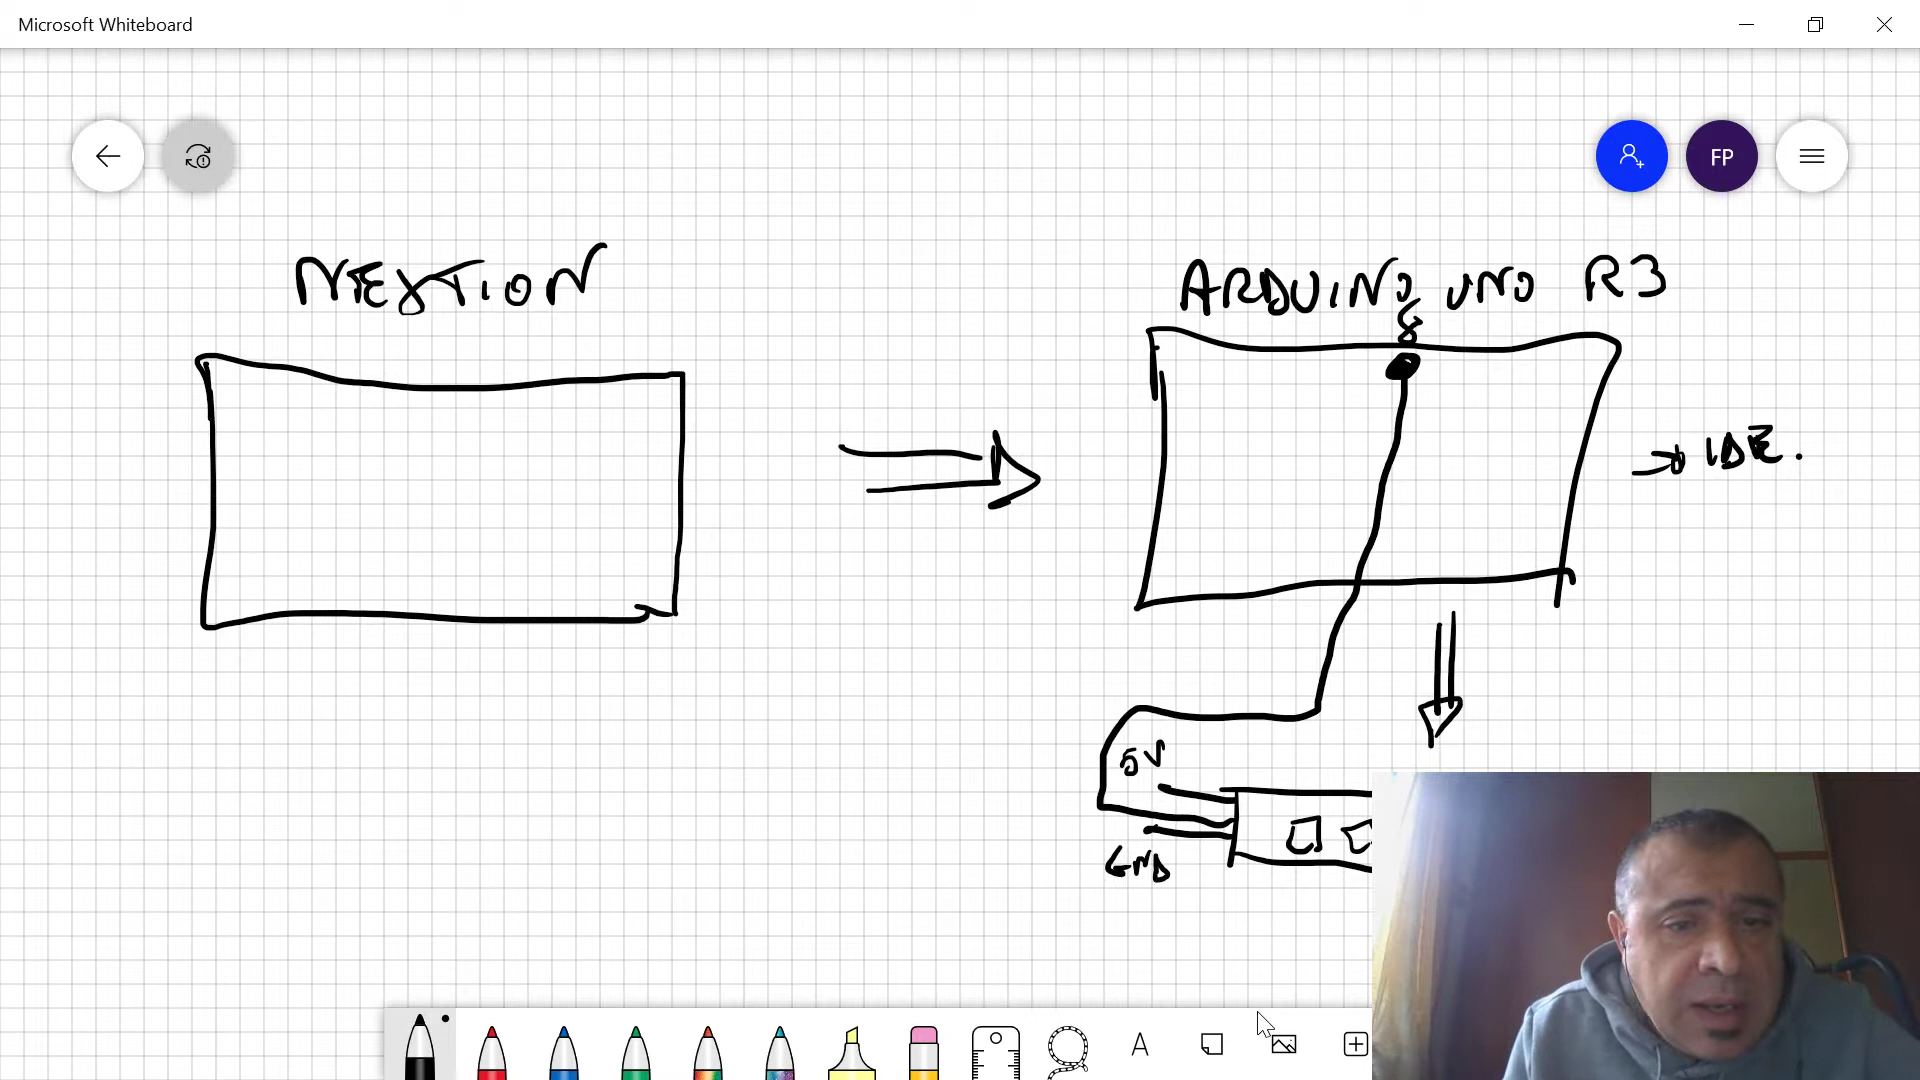 Microsoft Whiteboard
FP
NEXTION
ARDUINO UNO R3
8
IDE.
5V
GND
A